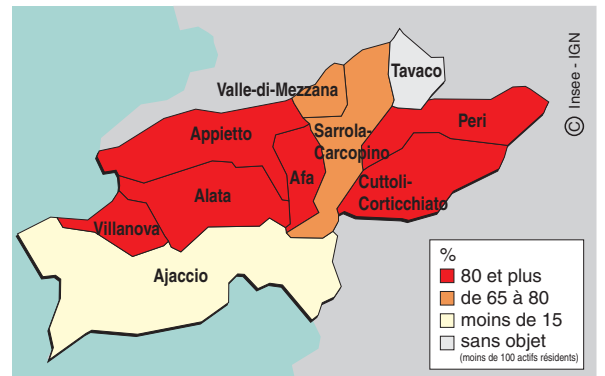 Tavaco
Valle-di-Mezzana
© Insee - IGN
Appietto
Sarrola-
Carcopino
Peri
Afa
Cuttoli-
Corticchiato
Alata
Villanova
Ajaccio
%
80 et plus
de 65 à 80
moins de 15
sans objet
(moins de 100 actifs résidents)